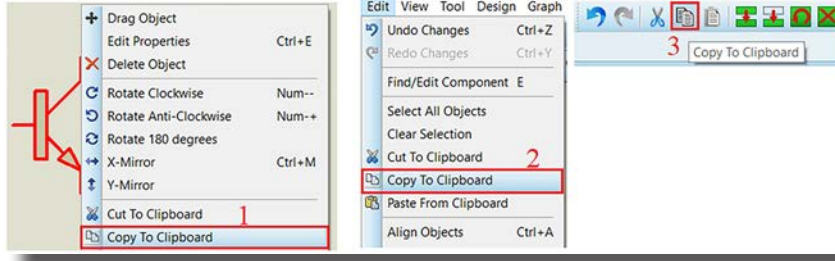 Drag Object
Edit Properties Ctrl+E
Delete Object
Rotate Clockwise Num--
Rotate Anti-Clockwise Num-+
Rotate 180 degrees
X-Mirror Ctrl+M
Y-Mirror
Cut To Clipboard
1
Copy To Clipboard
Edit View Tool Design Graph
Undo Changes Ctrl+Z
Redo Changes Ctrl+Y
Find/Edit Component E
Select All Objects
Clear Selection
Cut To Clipboard
2
Copy To Clipboard
Paste From Clipboard
Align Objects Ctrl+A
3
Copy To Clipboard